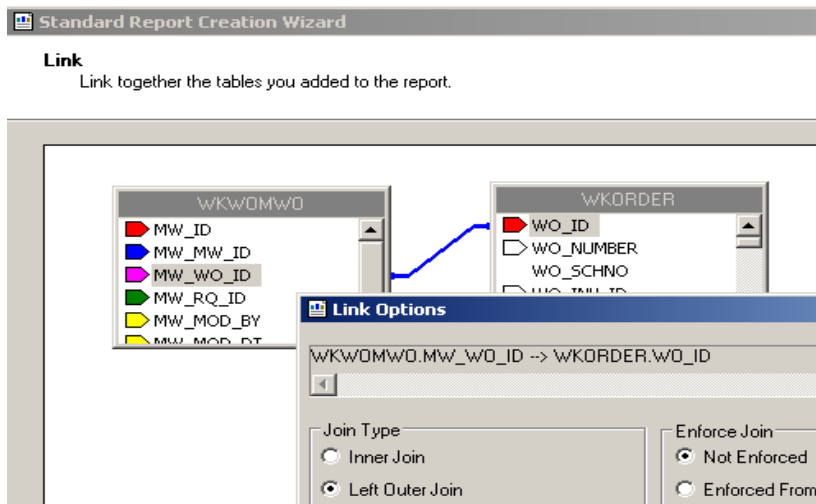 Standard Report Creation Wizard
Link
Link together the tables you added to the report.
WKWOMWO
MW_ID
MW_MW_ID
MW_WO_ID
MW_RQ_ID
MW_MOD_BY
MW_MOD_DT
WKORDER
WO_ID
WO_NUMBER
WO_SCHNO
Link Options
WKWOMWO.MW_WO_ID --> WKORDER.WO_ID
Join Type
Inner Join
Left Outer Join
Enforce Join
Not Enforced
Enforced From